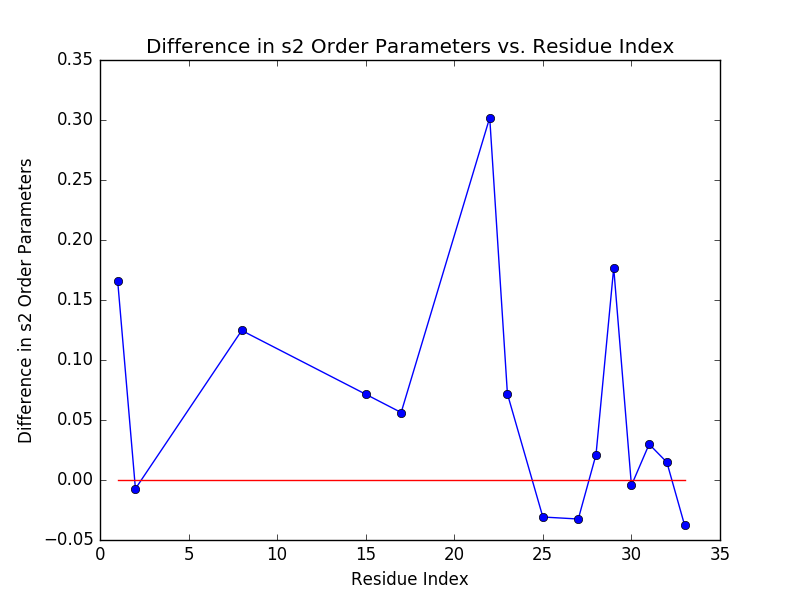 Difference in s2 Order Parameters vs. Residue Index
0.35
0.30
0.25
0.20
0.15
0.10
0.05
0.00
−0.05
Difference in s2 Order Parameters
0 5 10 15 20 25 30 35
Residue Index